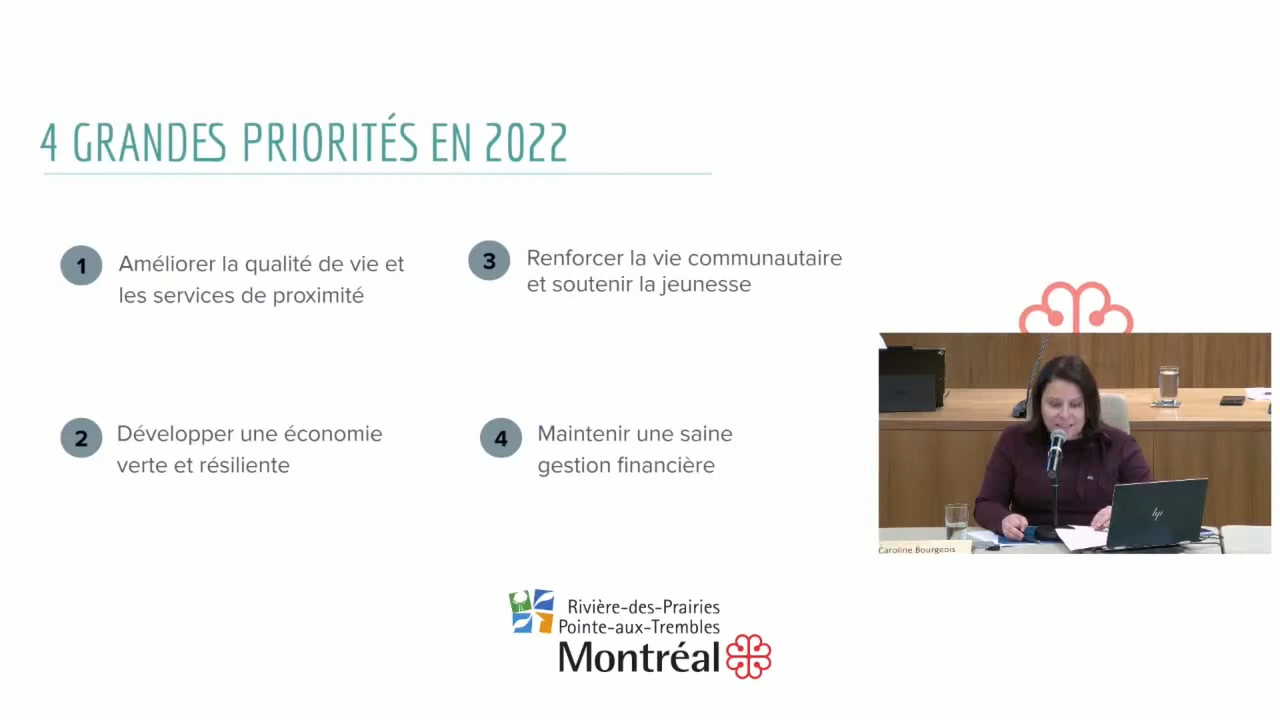 4 GRANDES PRIORITÉS EN 2022
1
Améliorer la qualité de vie et
les services de proximité
2
Développer une économie
verte et résiliente
3
Renforcer la vie communautaire
et soutenir la jeunesse
4
Maintenir une saine
gestion financière
hp
Caroline Bourgeois
Rivière-des-Prairies
Pointe-aux-Trembles
Montréal